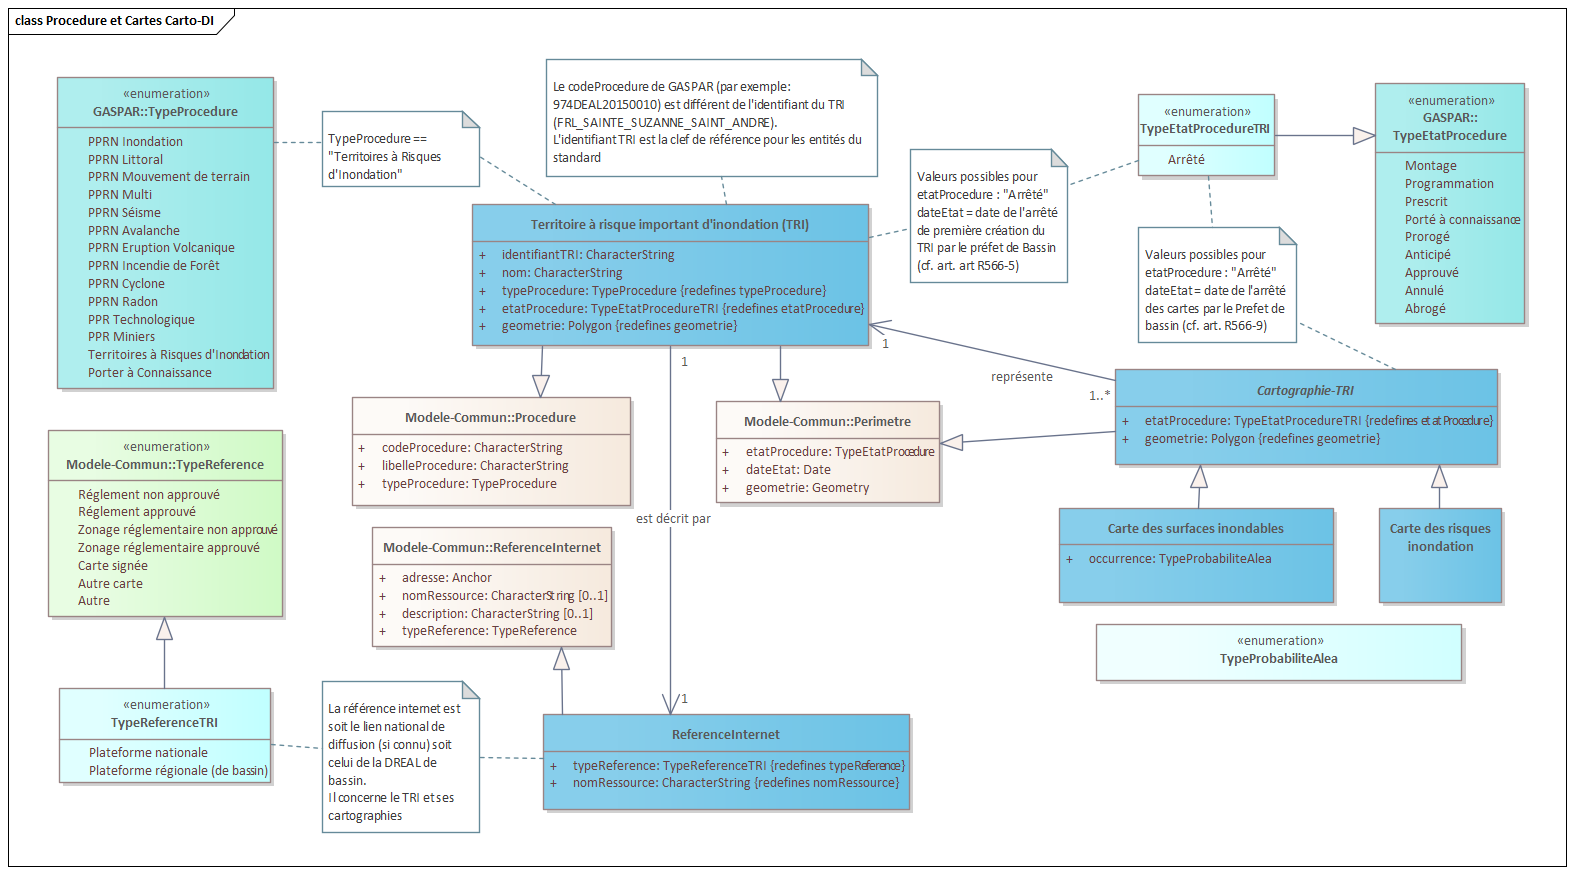 class Procedure et Cartes Carto-DI
«enumeration»
GASPAR::TypeProcedure
PPRN Inondation
PPRN Littoral
PPRN Mouvement de terrain
PPRN Multi
PPRN Séisme
PPRN Avalanche
PPRN Eruption Volcanique
PPRN Incendie de Forêt
PPRN Cyclone
PPRN Radon
PPR Technologique
PPR Miniers
Territoires à Risques d'Inondation
Porter à Connaissance
TypeProcedure ==
"Territoires à Risques
d'Inondation"
Le codeProcedure de GASPAR (par exemple:
974DEAL20150010) est différent de l'identifiant du TRI
(FRL_SAINTE_SUZANNE_SAINT_ANDRE).
L'identifiant TRI est la clef de référence pour les entités du
standard
Valeurs possibles pour
etatProcedure : "Arrêté"
dateEtat = date de l'arrêté
de première création du
TRI par le préfet de Bassin
(cf. art. art R566-5)
«enumeration»
TypeEtatProcedureTRI
Arrêté
«enumeration»
GASPAR::
TypeEtatProcedure
Montage
Programmation
Prescrit
Porté à connaissance
Prorogé
Anticipé
Approuvé
Annulé
Abrogé
Valeurs possibles pour
etatProcedure : "Arrêté"
dateEtat = date de l'arrêté
des cartes par le Prefet de
bassin (cf. art. R566-9)
Territoire à risque important d'inondation (TRI)
+ identifiantTRI: CharacterString
+ nom: CharacterString
+ typeProcedure: TypeProcedure {redefines typeProcedure}
+ etatProcedure: TypeEtatProcedureTRI {redefines etatProcedure}
+ geometrie: Polygon {redefines geometrie}
1
1
représente
1..*
Cartographie-TRI
+ etatProcedure: TypeEtatProcedureTRI {redefines etatProcedure}
+ geometrie: Polygon {redefines geometrie}
Modele-Commun::Procedure
+ codeProcedure: CharacterString
+ libelleProcedure: CharacterString
+ typeProcedure: TypeProcedure
Modele-Commun::Perimetre
+ etatProcedure: TypeEtatProcedure
+ dateEtat: Date
+ geometrie: Geometry
«enumeration»
Modele-Commun::TypeReference
Réglement non approuvé
Réglement approuvé
Zonage réglementaire non approuvé
Zonage réglementaire approuvé
Carte signée
Autre carte
Autre
est décrit par
Modele-Commun::ReferenceInternet
+ adresse: Anchor
+ nomRessource: CharacterString [0..1]
+ description: CharacterString [0..1]
+ typeReference: TypeReference
Carte des surfaces inondables
+ occurrence: TypeProbabiliteAlea
Carte des risques
inondation
«enumeration»
TypeProbabiliteAlea
«enumeration»
TypeReferenceTRI
Plateforme nationale
Plateforme régionale (de bassin)
La référence internet est
soit le lien national de
diffusion (si connu) soit
celui de la DREAL de
bassin.
Il concerne le TRI et ses
cartographies
1
ReferenceInternet
+ typeReference: TypeReferenceTRI {redefines typeReference}
+ nomRessource: CharacterString {redefines nomRessource}